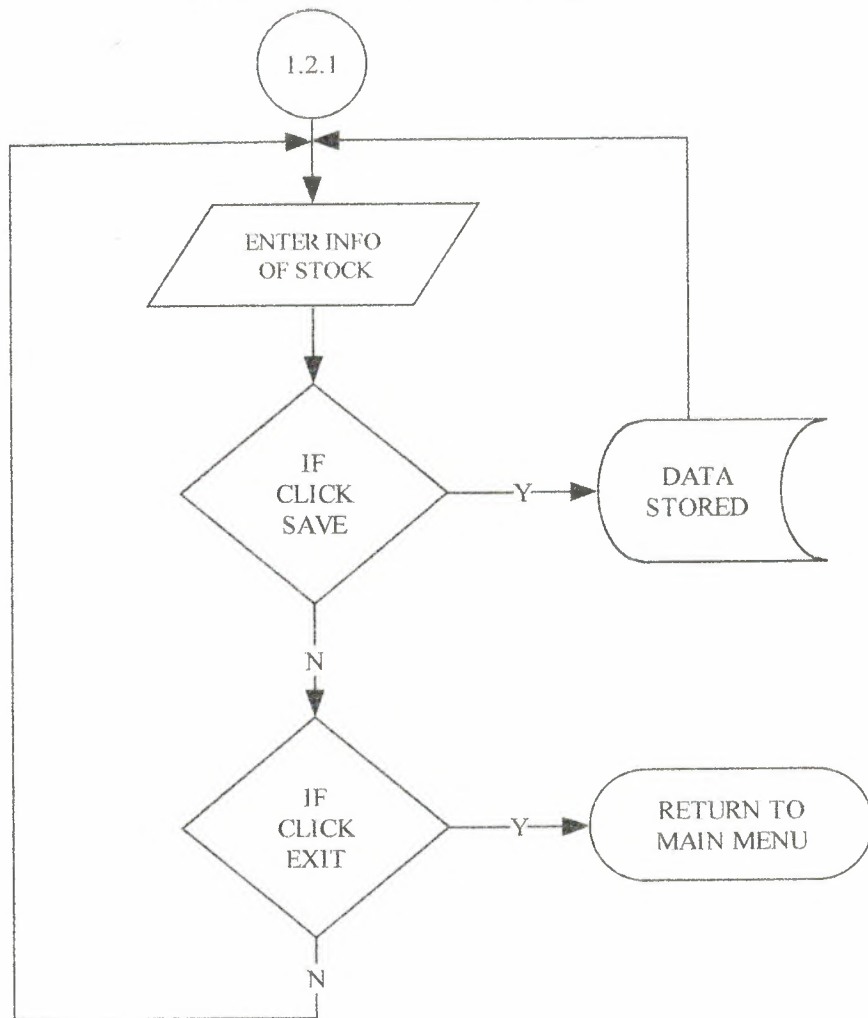 1.2.1
ENTER INFO
OF STOCK
IF
CLICK
SAVE
Y
DATA
STORED
N
IF
CLICK
EXIT
Y
RETURN TO
MAIN MENU
N